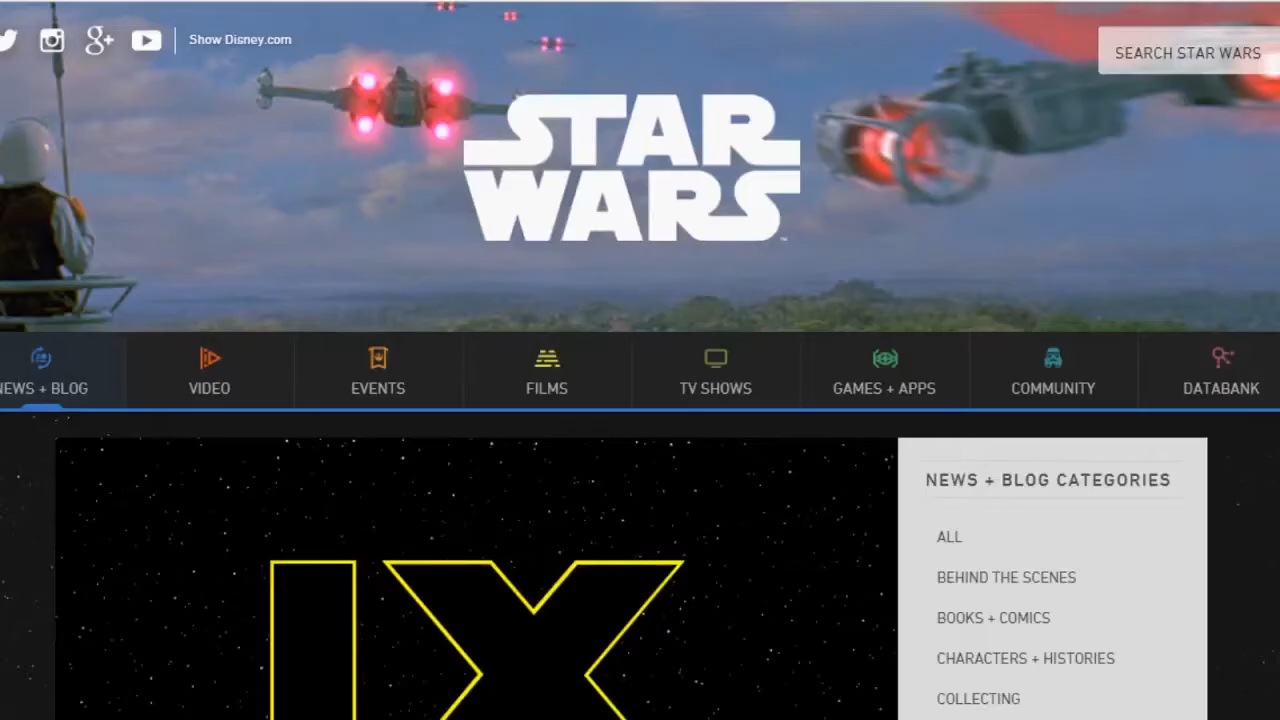 Show Disney.com
SEARCH STAR WARS
STAR
WARS
NEWS + BLOG
VIDEO
EVENTS
FILMS
TV SHOWS
GAMES + APPS
COMMUNITY
DATABANK
IX
NEWS + BLOG CATEGORIES
ALL
BEHIND THE SCENES
BOOKS + COMICS
CHARACTERS + HISTORIES
COLLECTING